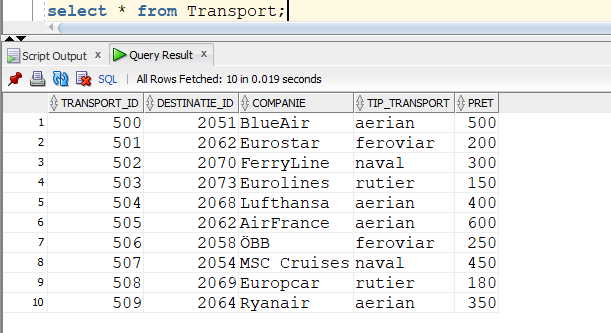 select * from Transport;
Script Output x Query Result x
SQL | All Rows Fetched: 10 in 0.019 seconds
TRANSPORT_ID DESTINATIE_ID COMPANIE TIP_TRANSPORT PRET
1 500 2051 BlueAir aerian 500
2 501 2062 Eurostar feroviar 200
3 502 2070 FerryLine naval 300
4 503 2073 Eurolines rutier 150
5 504 2068 Lufthansa aerian 400
6 505 2062 AirFrance aerian 600
7 506 2058 ÖBB feroviar 250
8 507 2054 MSC Cruises naval 450
9 508 2069 Europcar rutier 180
10 509 2064 Ryanair aerian 350